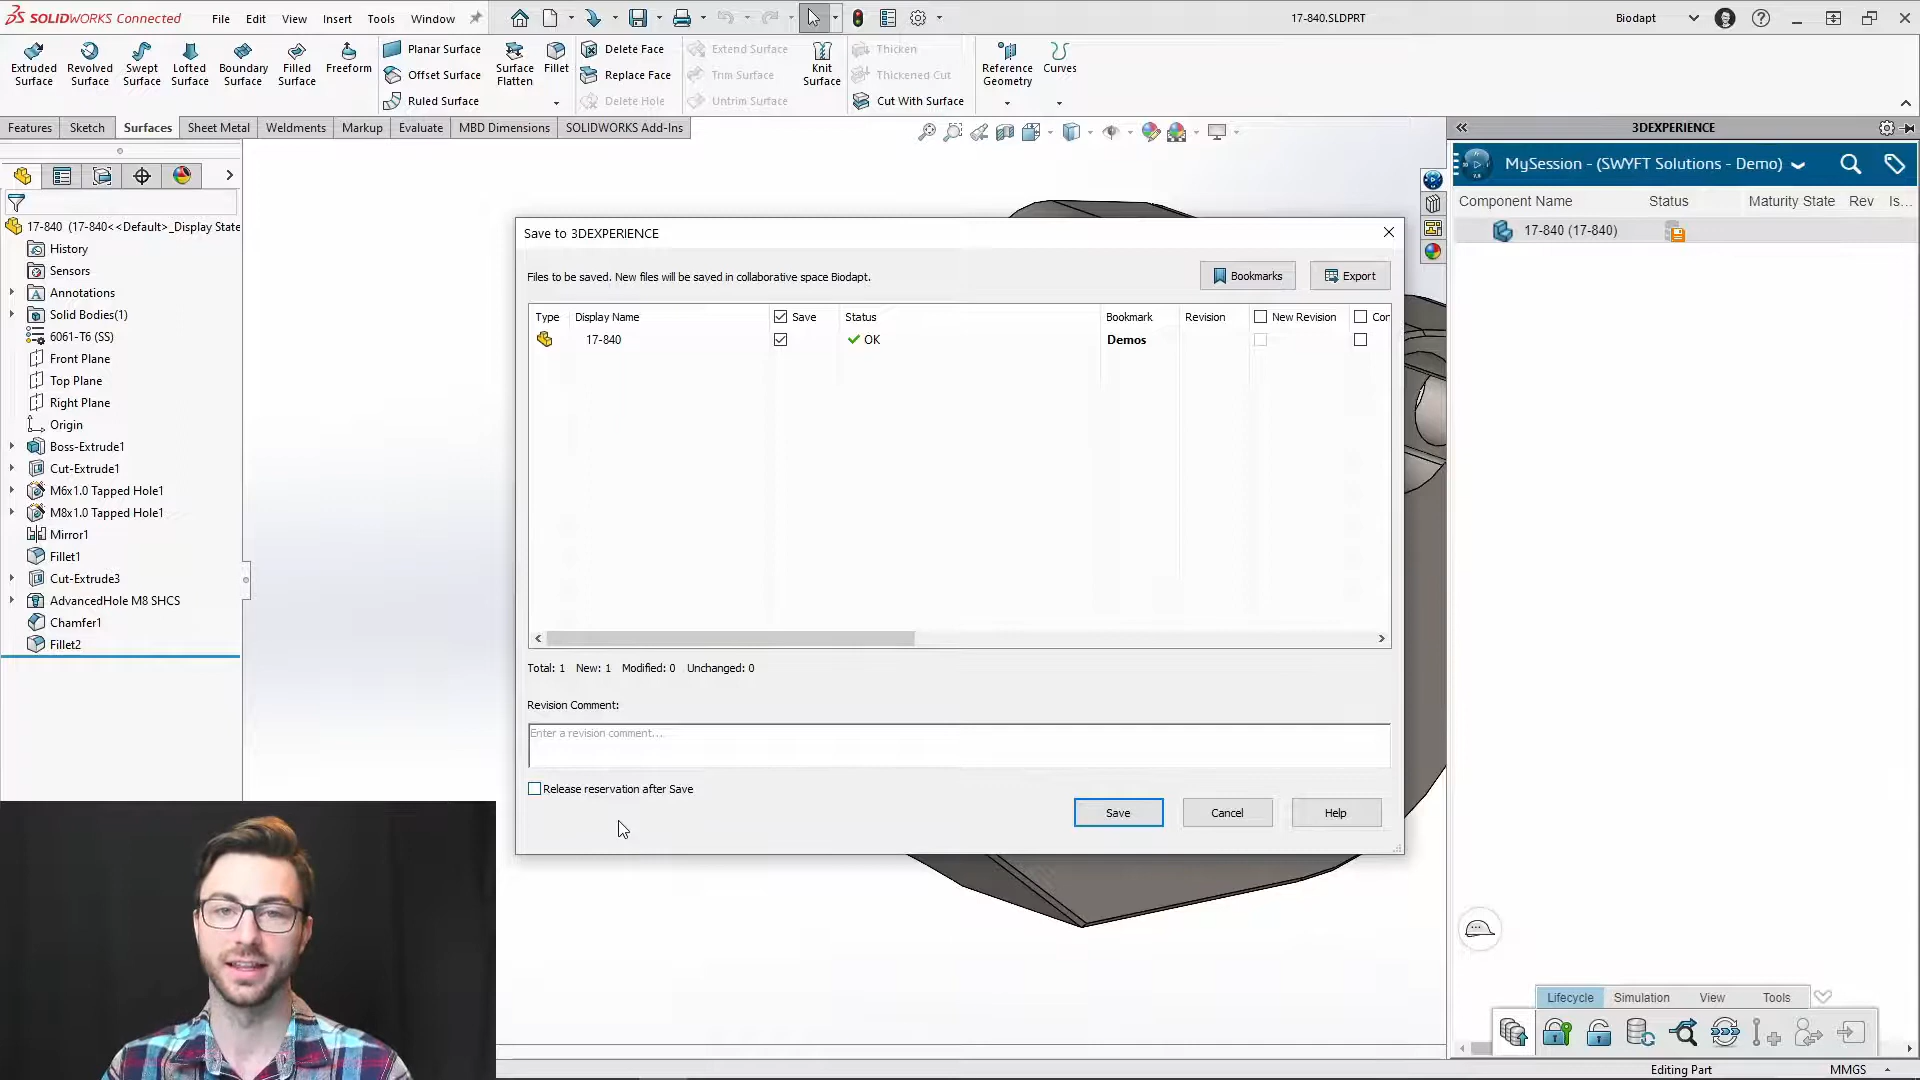 SOLIDWORKS Connected File Edit View Insert Tools Window 17-840.SLDPRT Biodapt
Extruded Surface
Revolved Surface
Swept Surface
Lofted Surface
Boundary Surface
Filled Surface
Freeform
Planar Surface
Offset Surface
Ruled Surface
Surface Flatten
Fillet
Delete Face
Replace Face
Delete Hole
Extend Surface
Trim Surface
Untrim Surface
Knit Surface
Thicken
Thickened Cut
Cut With Surface
Reference Geometry
Curves
Features Sketch Surfaces Sheet Metal Weldments Markup Evaluate MBD Dimensions SOLIDWORKS Add-Ins
17-840 (17-840<<Default>_Display State
History
Sensors
Annotations
Solid Bodies(1)
6061-T6 (SS)
Front Plane
Top Plane
Right Plane
Origin
Boss-Extrude1
Cut-Extrude1
M6x1.0 Tapped Hole1
M8x1.0 Tapped Hole1
Mirror1
Fillet1
Cut-Extrude3
AdvancedHole M8 SHCS
Chamfer1
Fillet2
Save to 3DEXPERIENCE
Files to be saved. New files will be saved in collaborative space Biodapt.
Bookmarks Export
Type Display Name Save Status Bookmark Revision New Revision Cor
17-840 OK Demos
Total: 1 New: 1 Modified: 0 Unchanged: 0
Revision Comment:
Enter a revision comment...
Release reservation after Save
Save Cancel Help
3DEXPERIENCE
MySession - (SWYFT Solutions - Demo)
Component Name Status Maturity State Rev Is...
17-840 (17-840)
Lifecycle Simulation View Tools
Editing Part MMGS